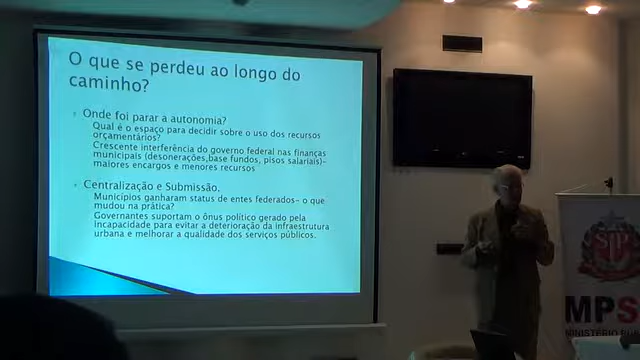 O que se perdeu ao longo do
caminho?
Onde foi parar a autonomia?
Qual é o espaço para decidir sobre o uso dos recursos
orçamentários?
Crescente interferência do governo federal nas finanças
municipais (desonerações,base fundos, pisos salariais)-
maiores encargos e menores recursos
Centralização e Submissão.
Municípios ganharam status de entes federados- o que
mudou na prática?
Governantes suportam o ônus político gerado pela
incapacidade para evitar a deterioração da infraestrutura
urbana e melhorar a qualidade dos serviços públicos.
MPS
MINISTÉRIO PÚB